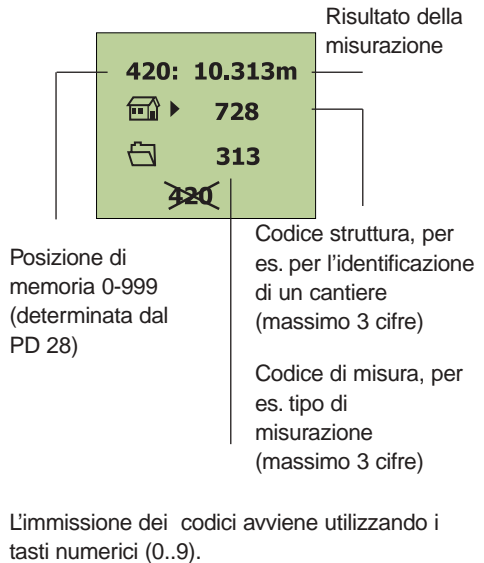 Risultato della
misurazione
420: 10.313m
728
313
420
Posizione di
memoria 0-999
(determinata dal
PD 28)
Codice struttura, per
es. per l'identificazione
di un cantiere
(massimo 3 cifre)
Codice di misura, per
es. tipo di
misurazione
(massimo 3 cifre)
L'immissione dei codici avviene utilizzando i
tasti numerici (0..9).